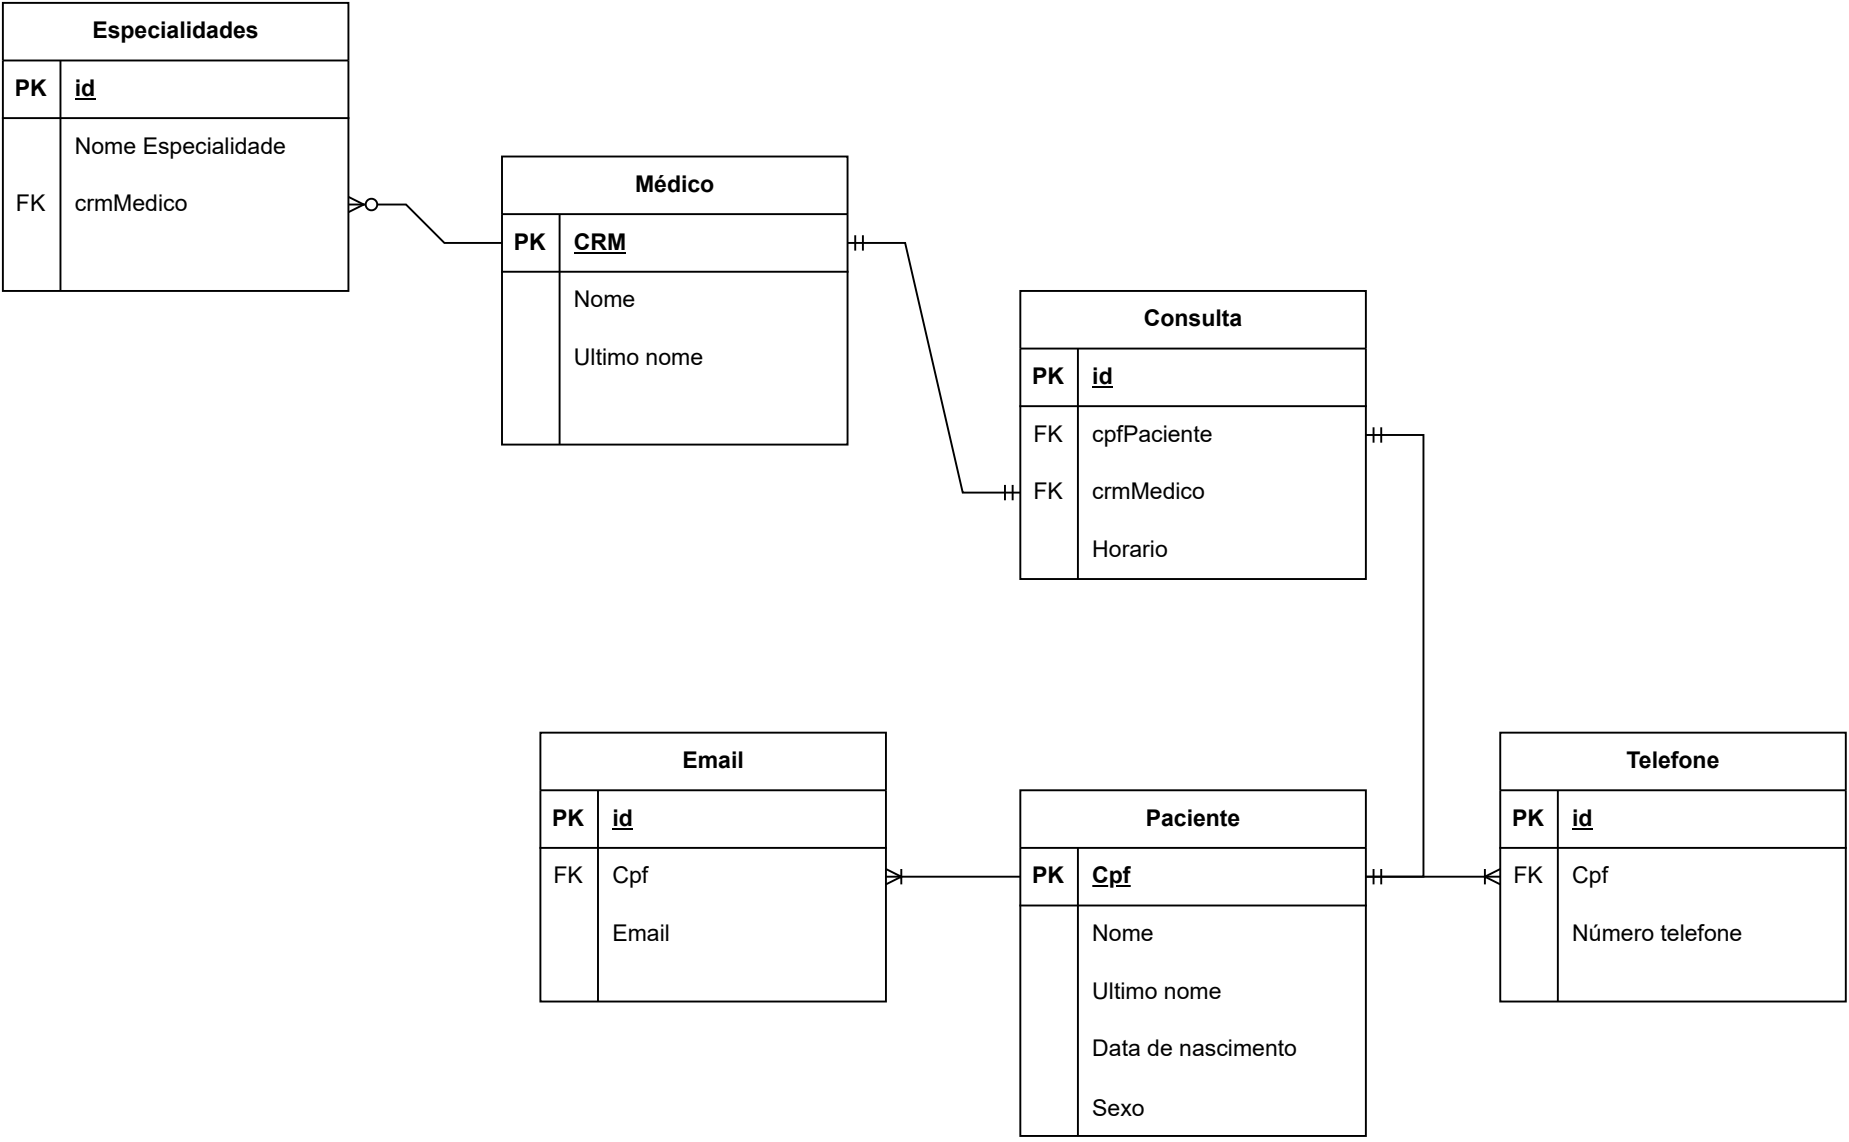 Especialidades
PK id
Nome Especialidade
FK crmMedico
Médico
PK CRM
Nome
Ultimo nome
Consulta
PK id
FK cpfPaciente
FK crmMedico
Horario
Email
PK id
FK Cpf
Email
Paciente
PK Cpf
Nome
Ultimo nome
Data de nascimento
Sexo
Telefone
PK id
FK Cpf
Número telefone